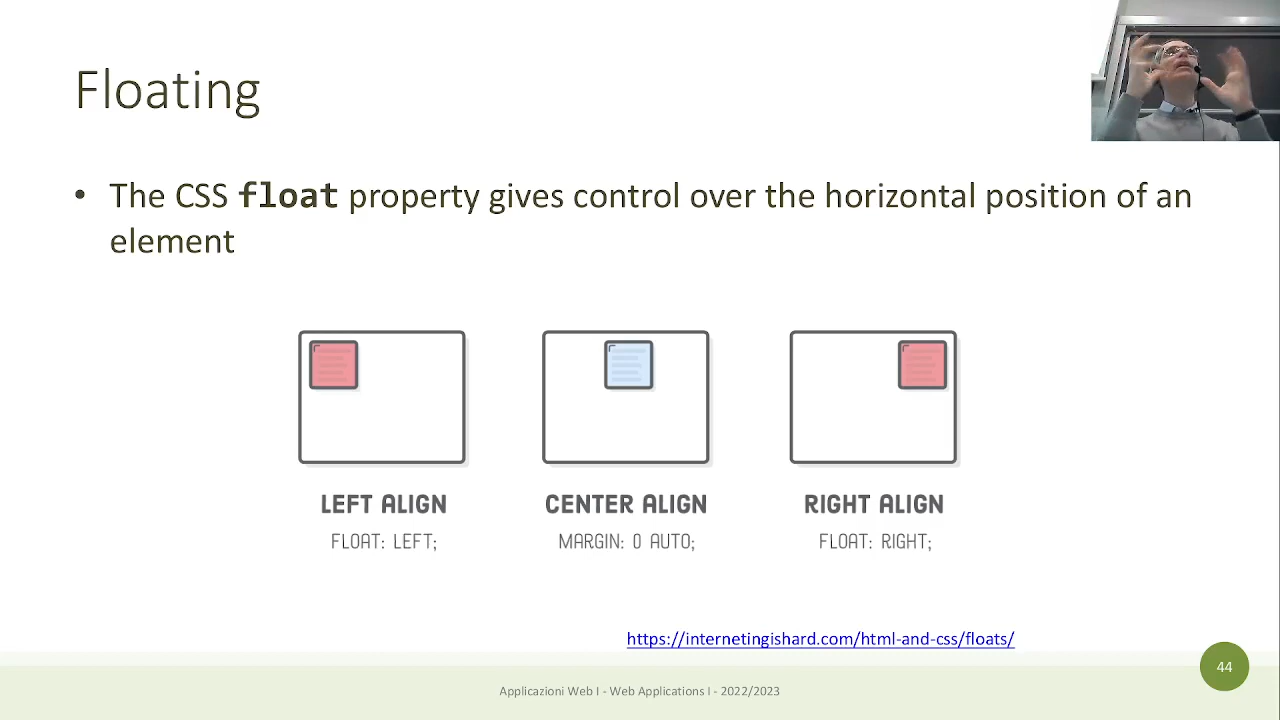 Floating
• The CSS float property gives control over the horizontal position of an
element
LEFT ALIGN
FLOAT: LEFT;
CENTER ALIGN
MARGIN: 0 AUTO;
RIGHT ALIGN
FLOAT: RIGHT;
https://internetingishard.com/html-and-css/floats/
44
Applicazioni Web I - Web Applications I - 2022/2023